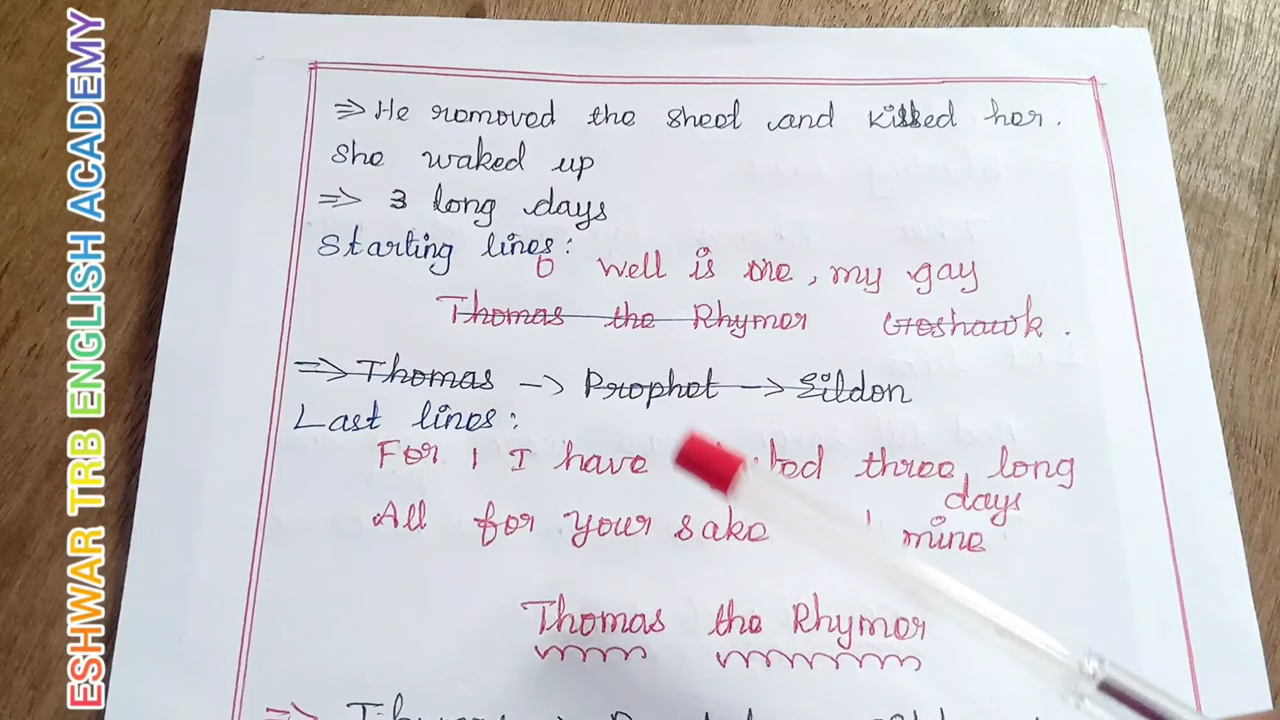 ESHWAR TRB ENGLISH ACADEMY
⇒ He removed the sheet and kissed her.
She waked up
⇒ 3 long days
Starting lines:
O well is me, my gay
Thomas the Rhymer Goshawk.
⇒ Thomas → Prophet → Eildon
Last lines:
For I have three long
days
All for your sake mine
Thomas the Rhymer